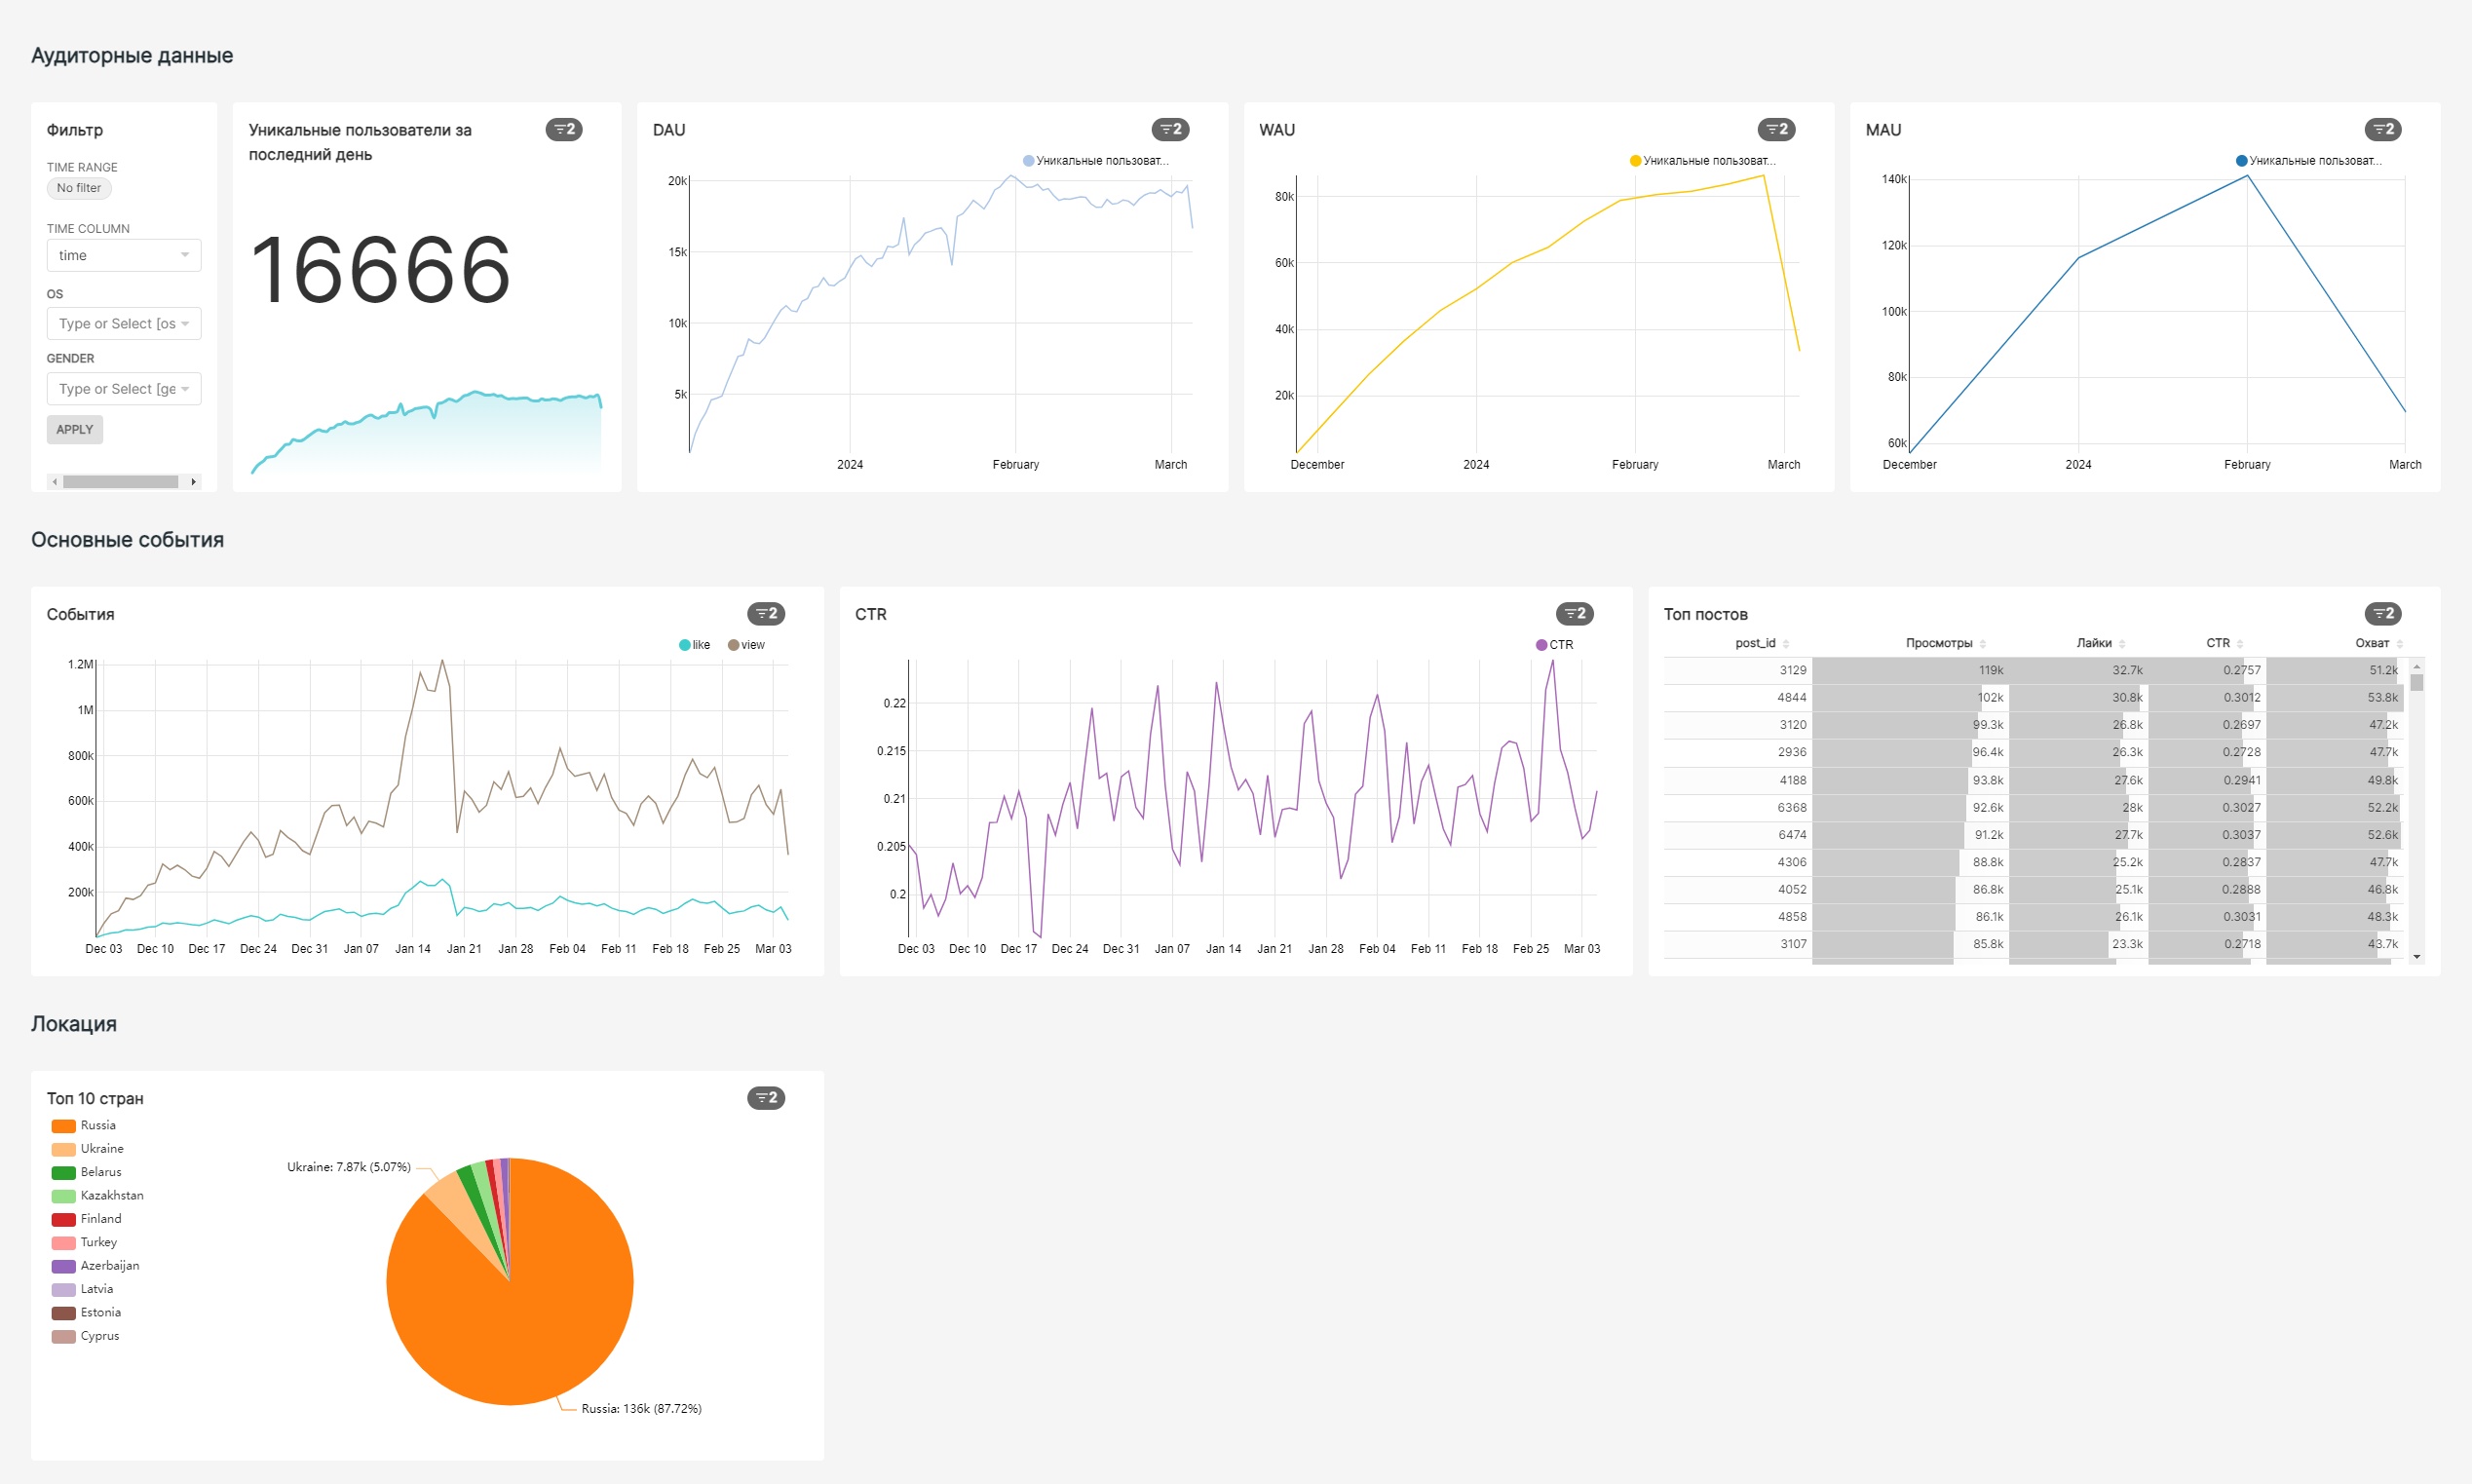 Аудиторные данные
Фильтр
TIME RANGE
No filter
TIME COLUMN
time
OS
Type or Select [os
GENDER
Type or Select [ge
APPLY
Уникальные пользователи за
последний день
2
16666
DAU
2
Уникальные пользоват...
20k
15k
10k
5k
2024 February March
WAU
2
Уникальные пользоват...
80k
60k
40k
20k
December 2024 February March
MAU
2
Уникальные пользоват...
140k
120k
100k
80k
60k
December 2024 February March
Основные события
События
2
like view
1.2M
1M
800k
600k
400k
200k
Dec 03 Dec 10 Dec 17 Dec 24 Dec 31 Jan 07 Jan 14 Jan 21 Jan 28 Feb 04 Feb 11 Feb 18 Feb 25 Mar 03
CTR
2
CTR
0.22
0.215
0.21
0.205
0.2
Dec 03 Dec 10 Dec 17 Dec 24 Dec 31 Jan 07 Jan 14 Jan 21 Jan 28 Feb 04 Feb 11 Feb 18 Feb 25 Mar 03
Топ постов
2
post_id Просмотры Лайки CTR Охват
3129 119k 32.7k 0.2757 51.2k
4844 102k 30.8k 0.3012 53.8k
3120 99.3k 26.8k 0.2697 47.2k
2936 96.4k 26.3k 0.2728 47.7k
4188 93.8k 27.6k 0.2941 49.8k
6368 92.6k 28k 0.3027 52.2k
6474 91.2k 27.7k 0.3037 52.6k
4306 88.8k 25.2k 0.2837 47.7k
4052 86.8k 25.1k 0.2888 46.8k
4858 86.1k 26.1k 0.3031 48.3k
3107 85.8k 23.3k 0.2718 43.7k
Локация
Топ 10 стран
2
Russia
Ukraine
Belarus
Kazakhstan
Finland
Turkey
Azerbaijan
Latvia
Estonia
Cyprus
Ukraine: 7.87k (5.07%)
Russia: 136k (87.72%)